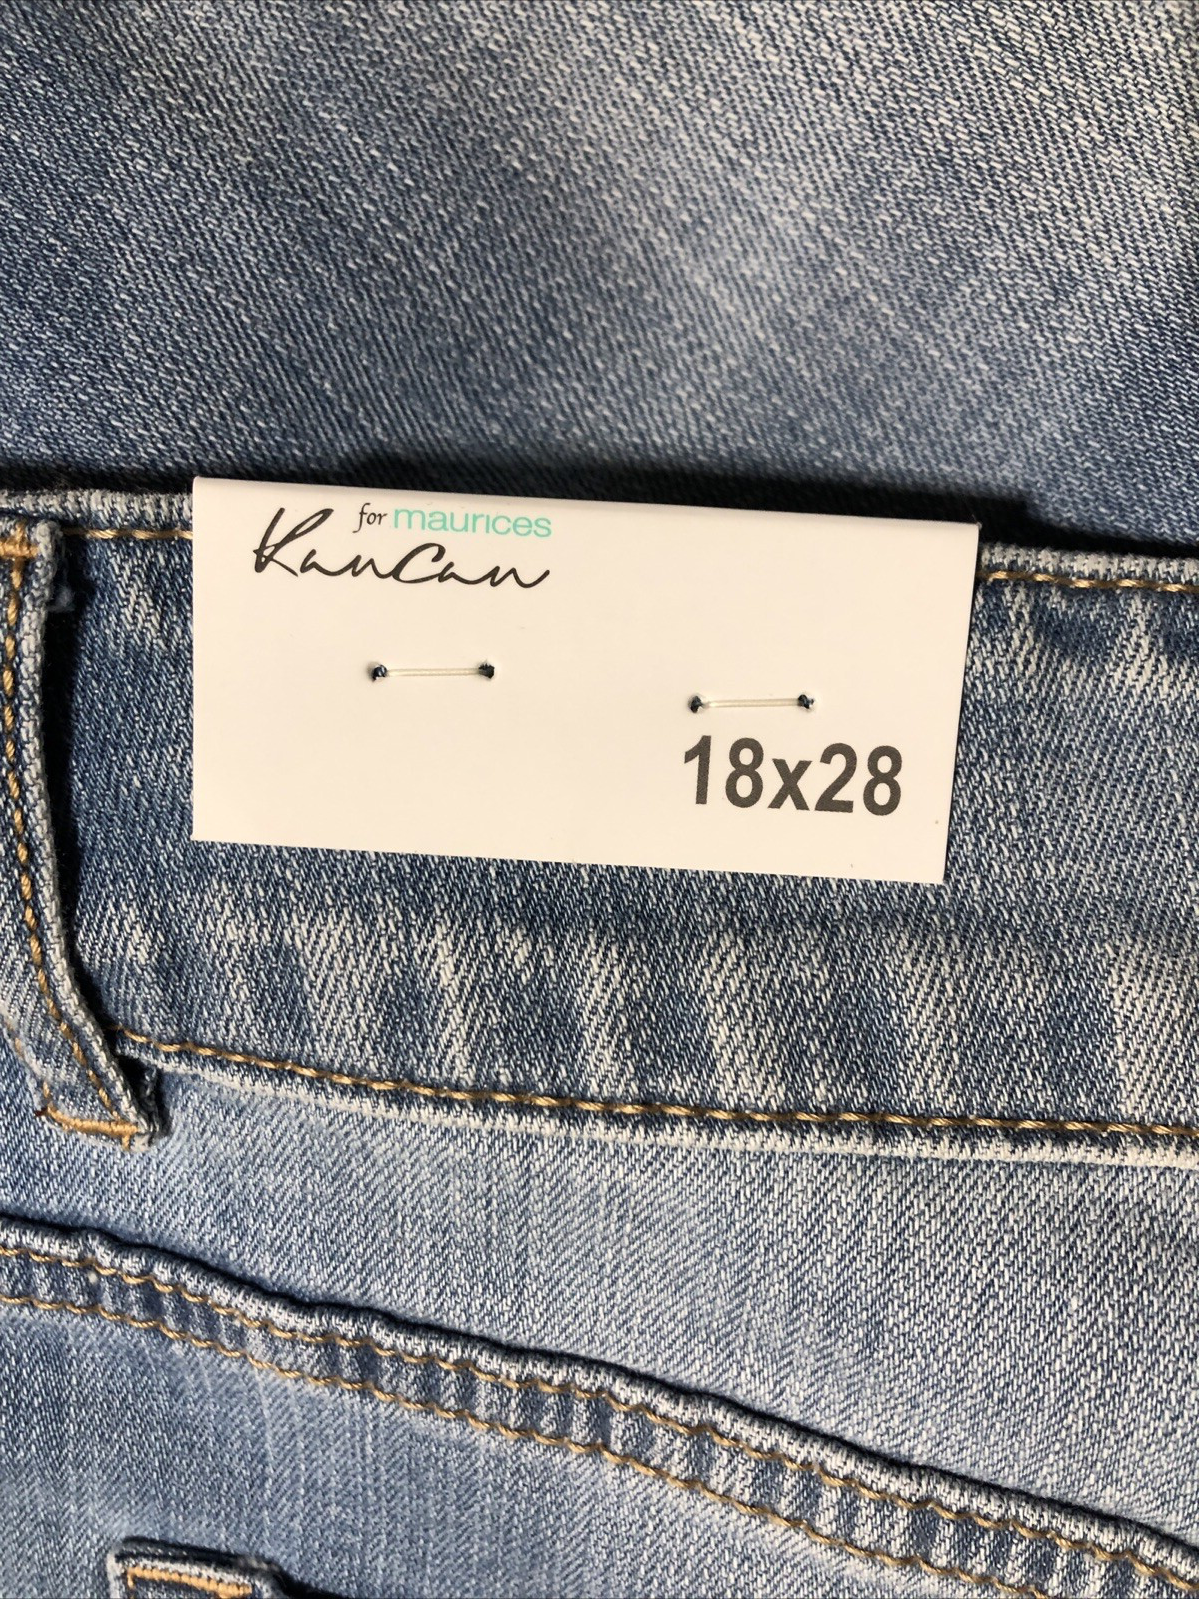 for maurices
KanCan
18x28